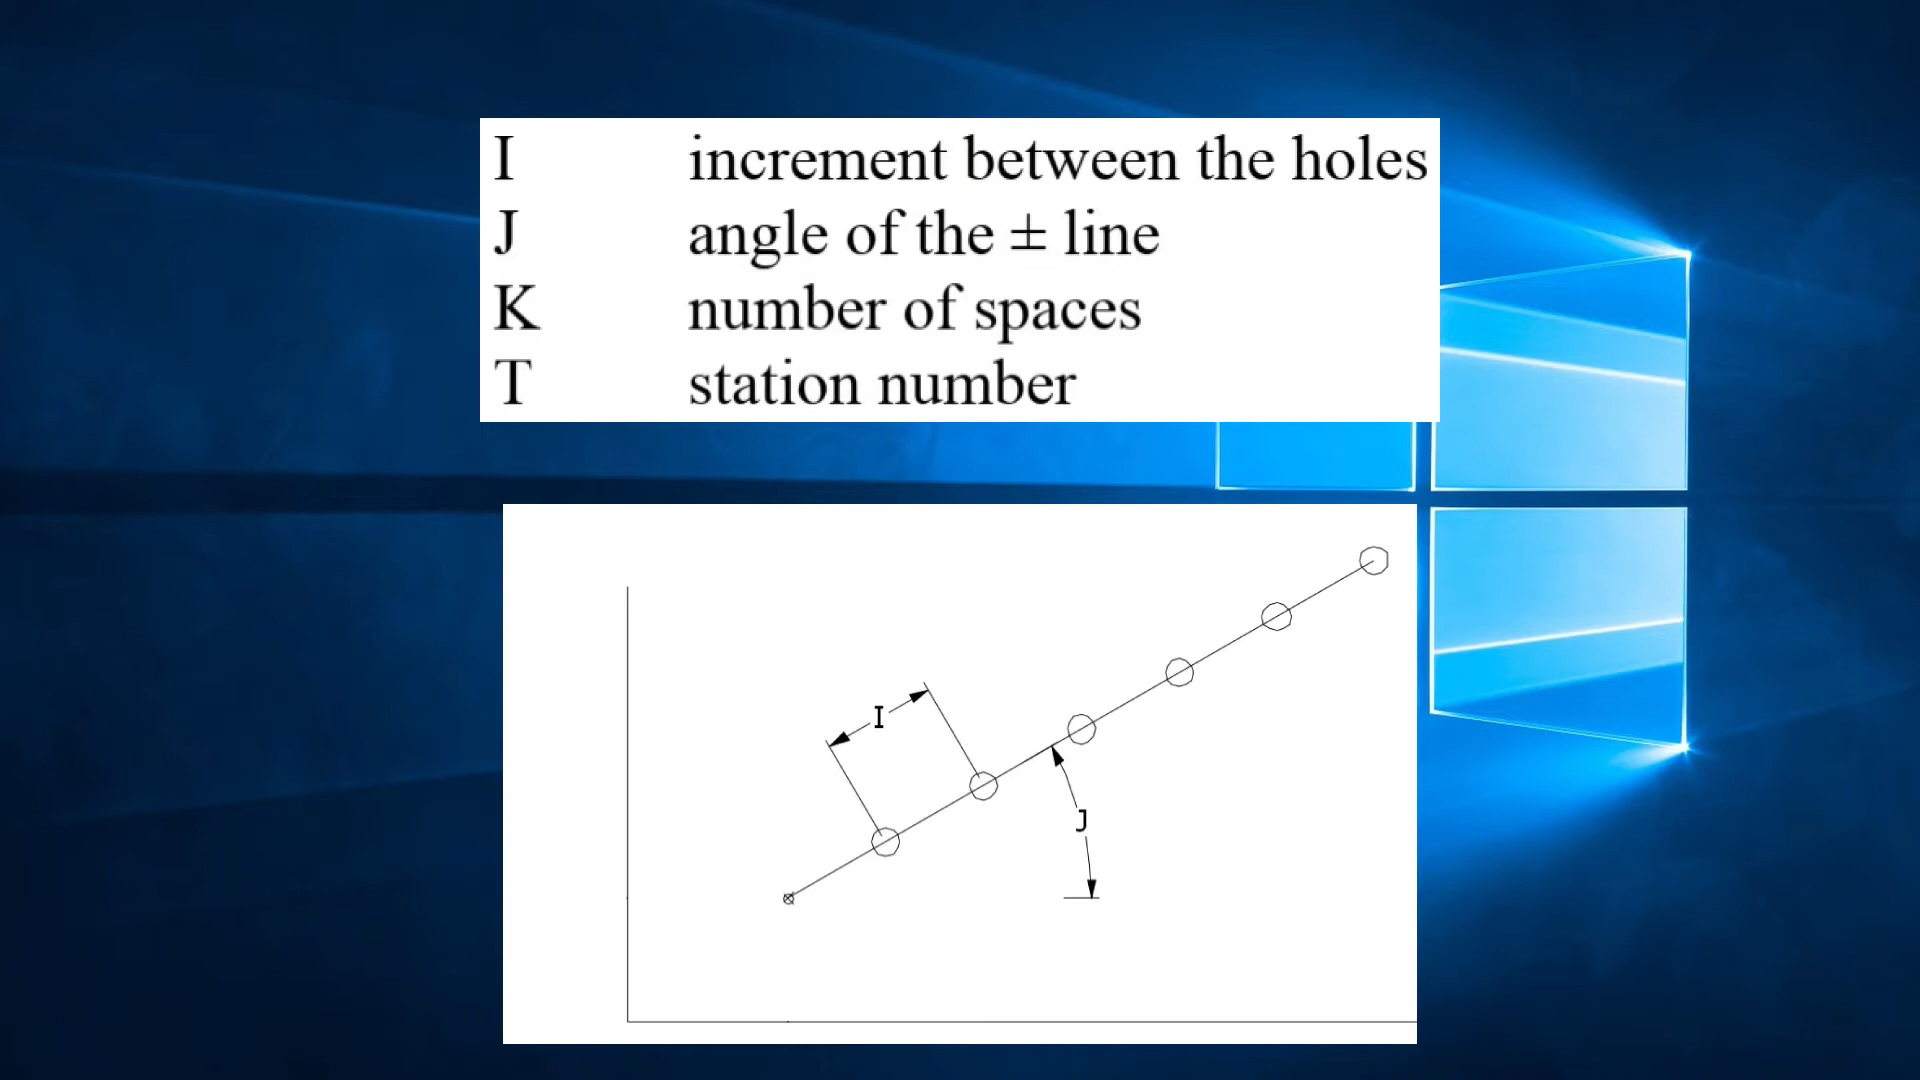 I increment between the holes
J angle of the ± line
K number of spaces
T station number
I
J